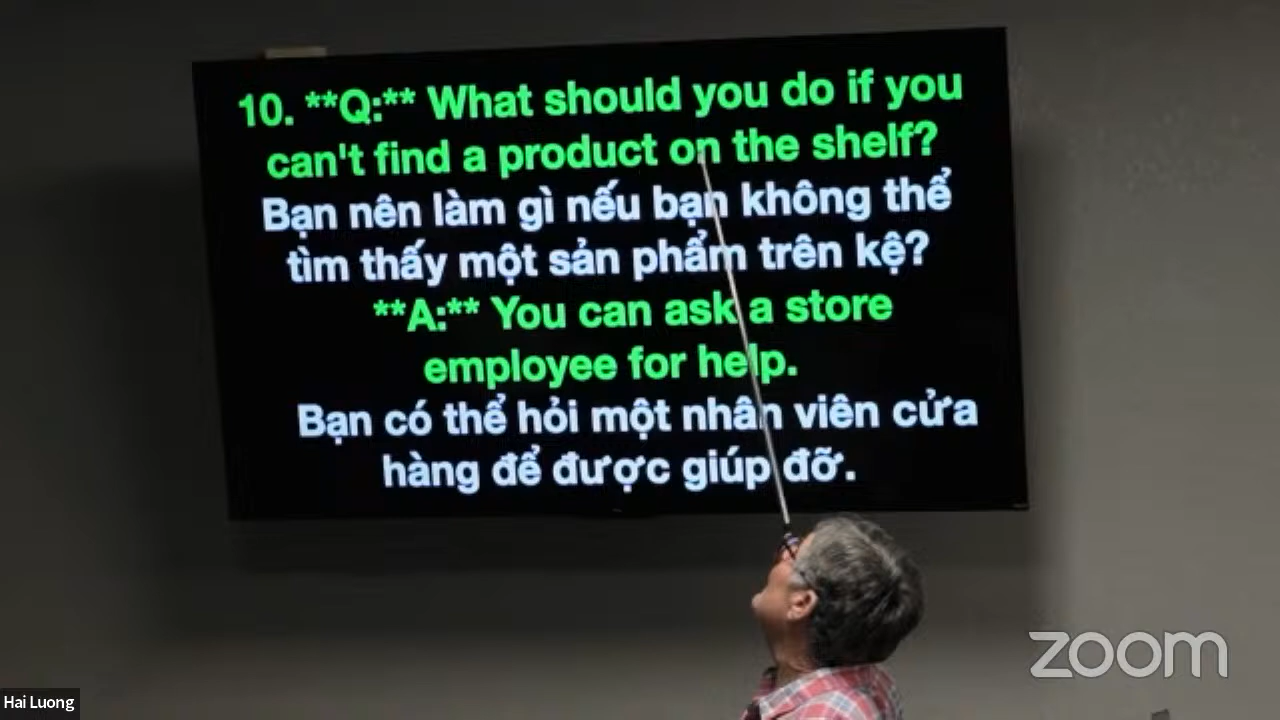 10. **Q:** What should you do if you
can't find a product on the shelf?
Bạn nên làm gì nếu bạn không thể
tìm thấy một sản phẩm trên kệ?
**A:** You can ask a store
employee for help.
Bạn có thể hỏi một nhân viên cửa
hàng để được giúp đỡ.
zoom
Hai Luong